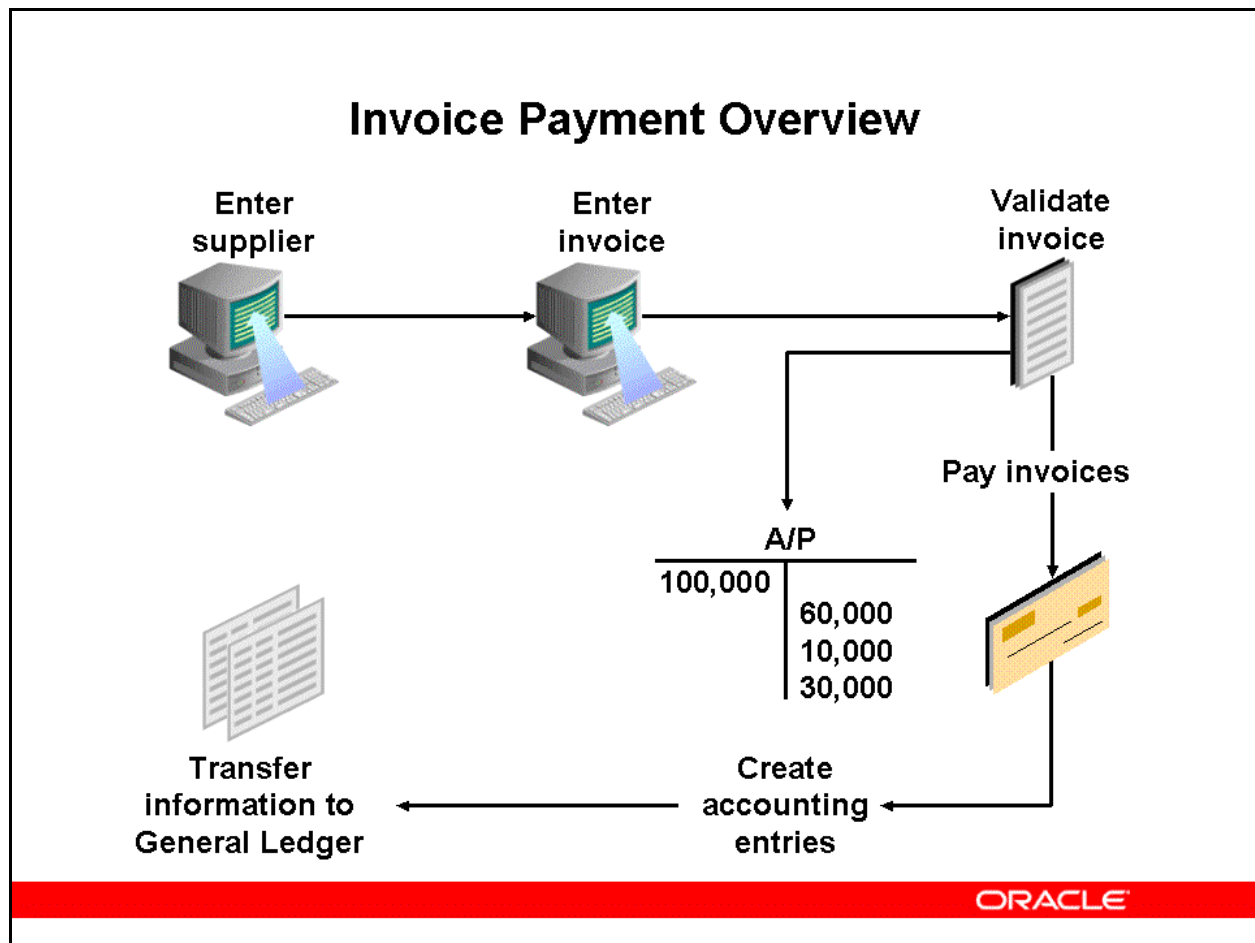 Invoice Payment Overview
Enter
supplier
Enter
invoice
Validate
invoice
Pay invoices
A/P
100,000
60,000
10,000
30,000
Transfer
information to
General Ledger
Create
accounting
entries
ORACLE